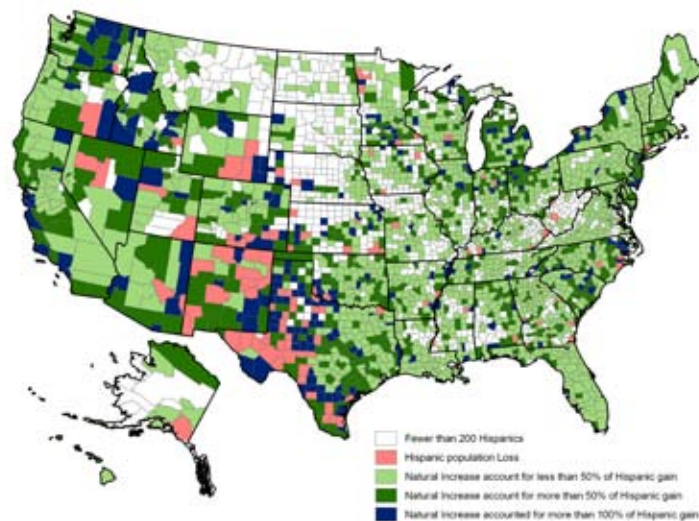 Fewer than 200 Hispanics
Hispanic population Loss
Natural Increase account for less than 50% of Hispanic gain
Natural Increase account for more than 50% of Hispanic gain
Natural Increase accounted for more than 100% of Hispanic gain